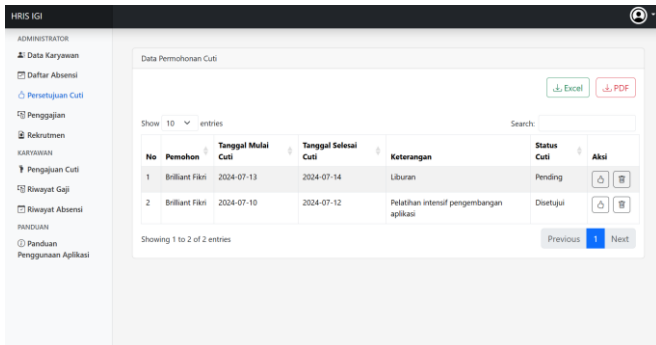 HRIS IGI
ADMINISTRATOR
Data Karyawan
Daftar Absensi
Persetujuan Cuti
Penggajian
Rekrutmen
KARYAWAN
Pengajuan Cuti
Riwayat Gaji
Riwayat Absensi
PANDUAN
Panduan
Penggunaan Aplikasi
Data Permohonan Cuti
Excel PDF
Show 10 entries Search:
No Pemohon Tanggal Mulai Cuti Tanggal Selesai Cuti Keterangan Status Cuti Aksi
1 Brilliant Fikri 2024-07-13 2024-07-14 Liburan Pending
2 Brilliant Fikri 2024-07-10 2024-07-12 Pelatihan intensif pengembangan aplikasi Disetujui
Showing 1 to 2 of 2 entries
Previous 1 Next